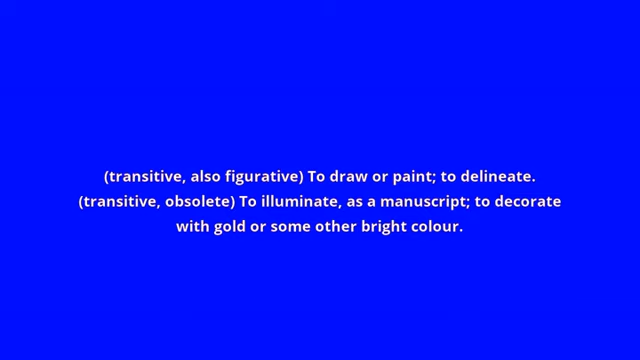 (transitive, also figurative) To draw or paint; to delineate.
(transitive, obsolete) To illuminate, as a manuscript; to decorate
with gold or some other bright colour.